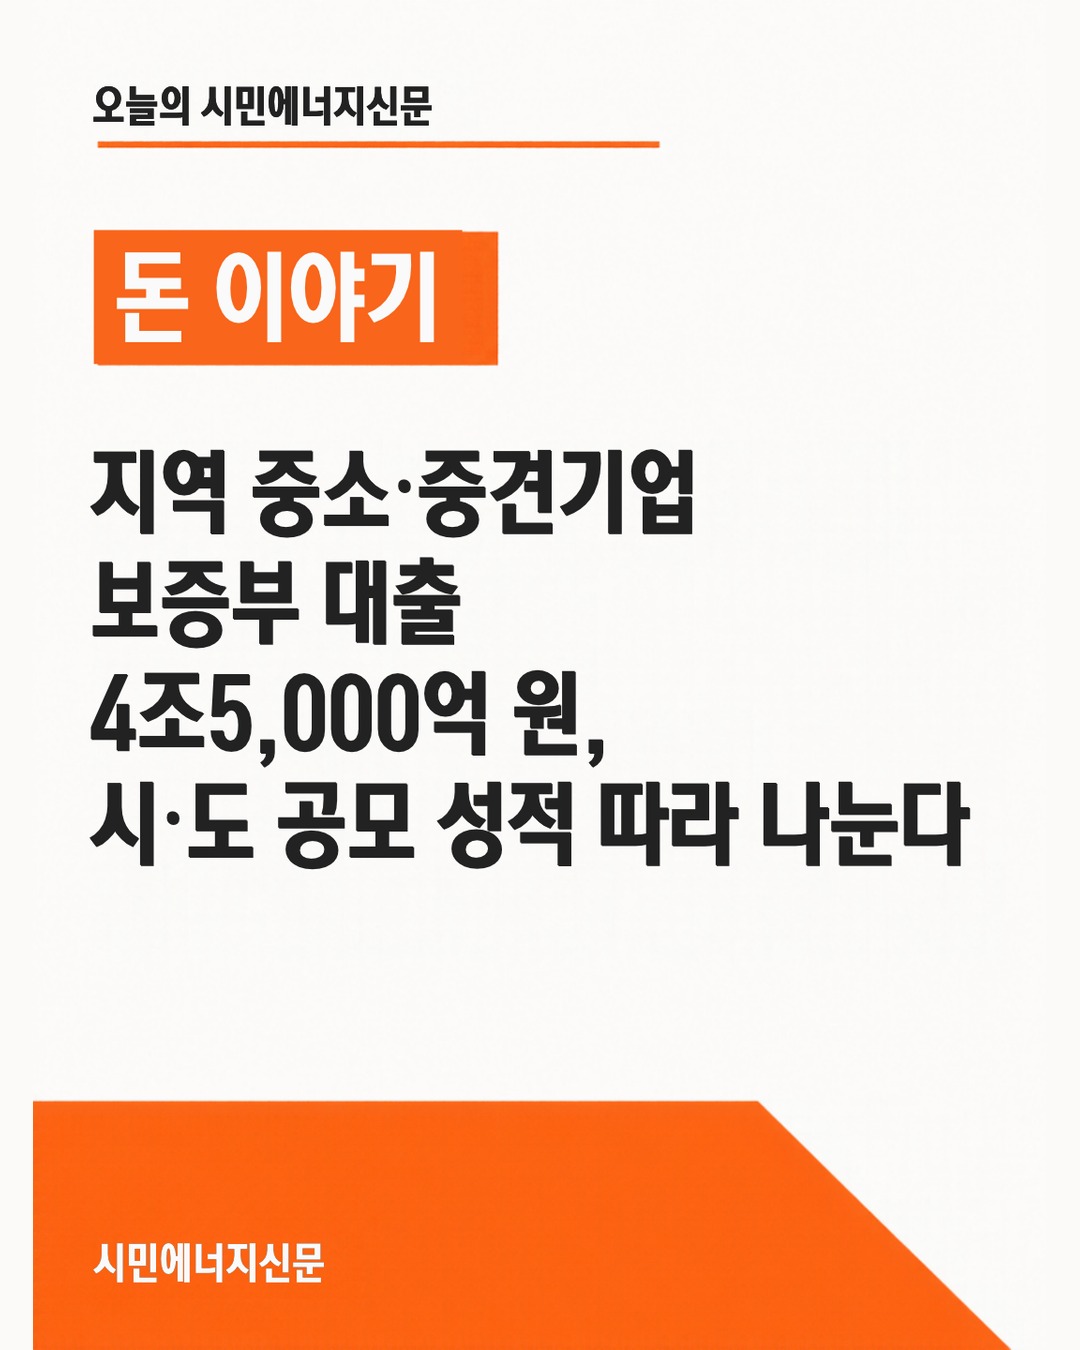 오늘의 시민에너지신문
돈 이야기
지역 중소·중견기업
보증부 대출
4조5,000억 원,
시·도 공모 성적 따라 나눈다
시민에너지신문